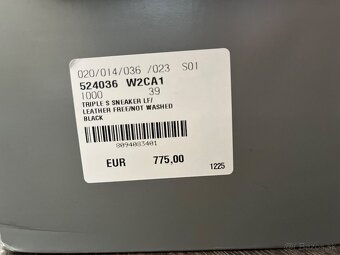 020/014/036 /023 S01
524036 W2CA1
1000 39
TRIPLE S SNEAKER LF/
LEATHER FREE/NOT WASHED
BLACK
8094083401
EUR 775,00
1225